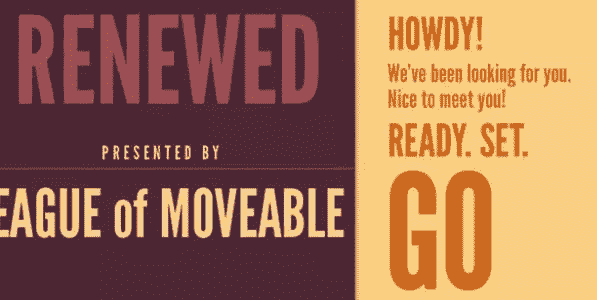 RENEWED
PRESENTED BY
EAGUE of MOVEABLE
HOWDY!
We've been looking for you.
Nice to meet you!
READY. SET.
GO